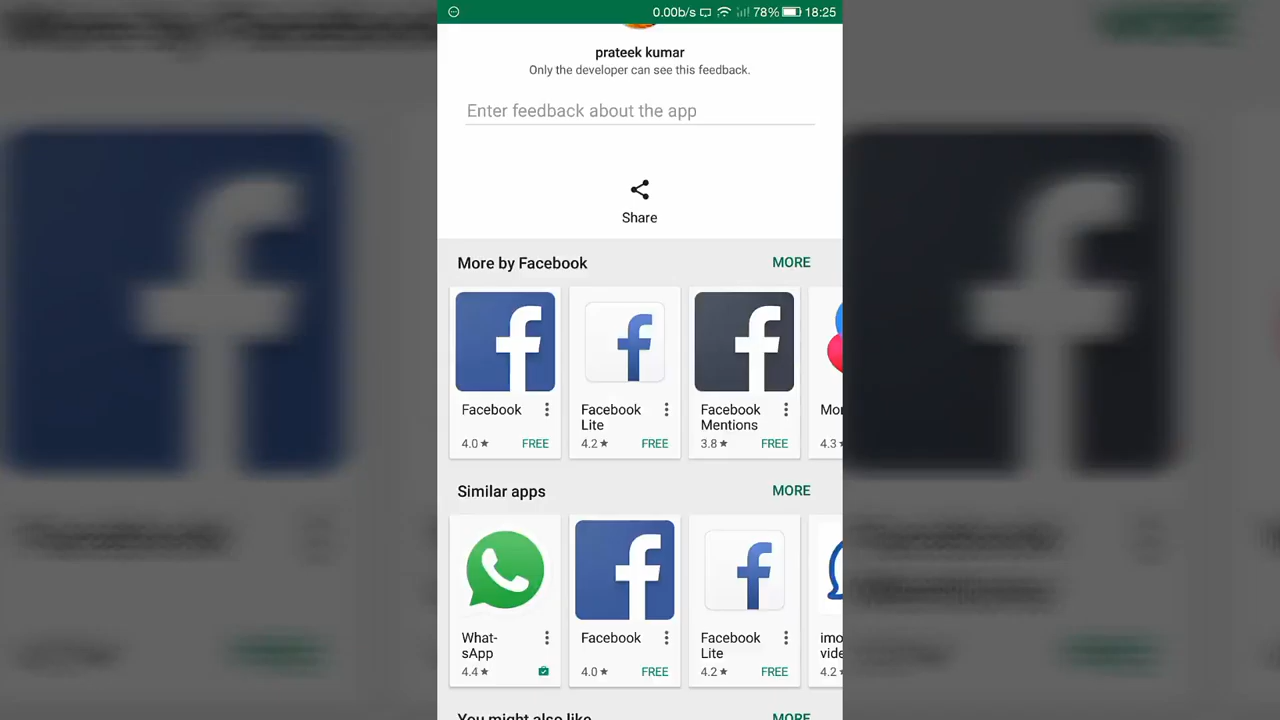 0.00b/s 78% 18:25
prateek kumar
Only the developer can see this feedback.
Enter feedback about the app
Share
More by Facebook MORE
Facebook
4.0 ★ FREE
Facebook
Lite
4.2 ★ FREE
Facebook
Mentions
3.8 ★ FREE
Mo
4.3
Similar apps MORE
What-
sApp
4.4 ★
Facebook
4.0 ★ FREE
Facebook
Lite
4.2 ★ FREE
imo
vide
4.2
You might also like MORE